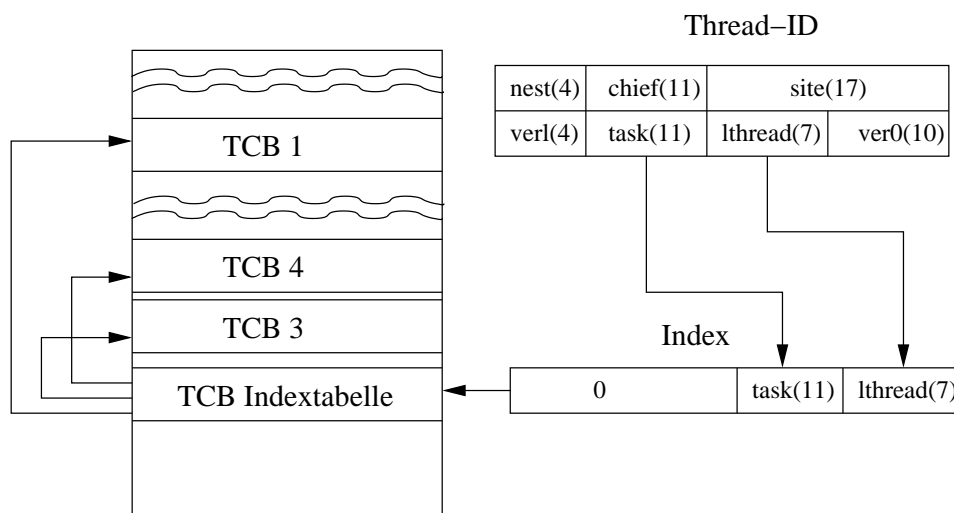 Thread–ID
nest(4) chief(11) site(17)
verl(4) task(11) lthread(7) ver0(10)
TCB 1
TCB 4
TCB 3
Index
TCB Indextabelle
0 task(11) lthread(7)